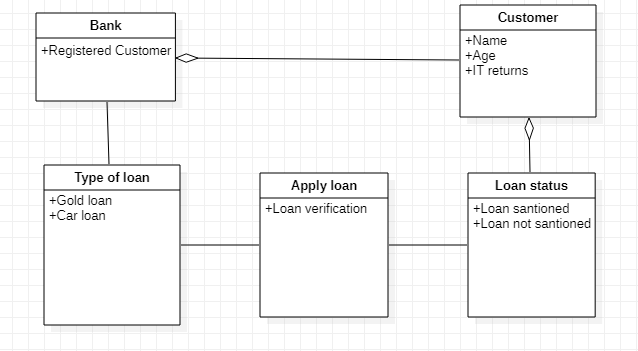 Bank
+Registered Customer
Customer
+Name
+Age
+IT returns
Type of loan
+Gold loan
+Car loan
Apply loan
+Loan verification
Loan status
+Loan santioned
+Loan not santioned